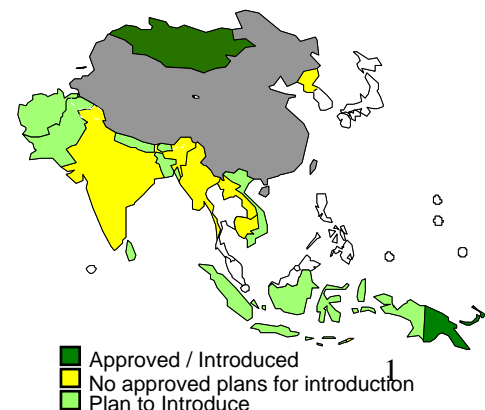 Approved / Introduced
No approved plans for introduction
1
Plan to Introduce